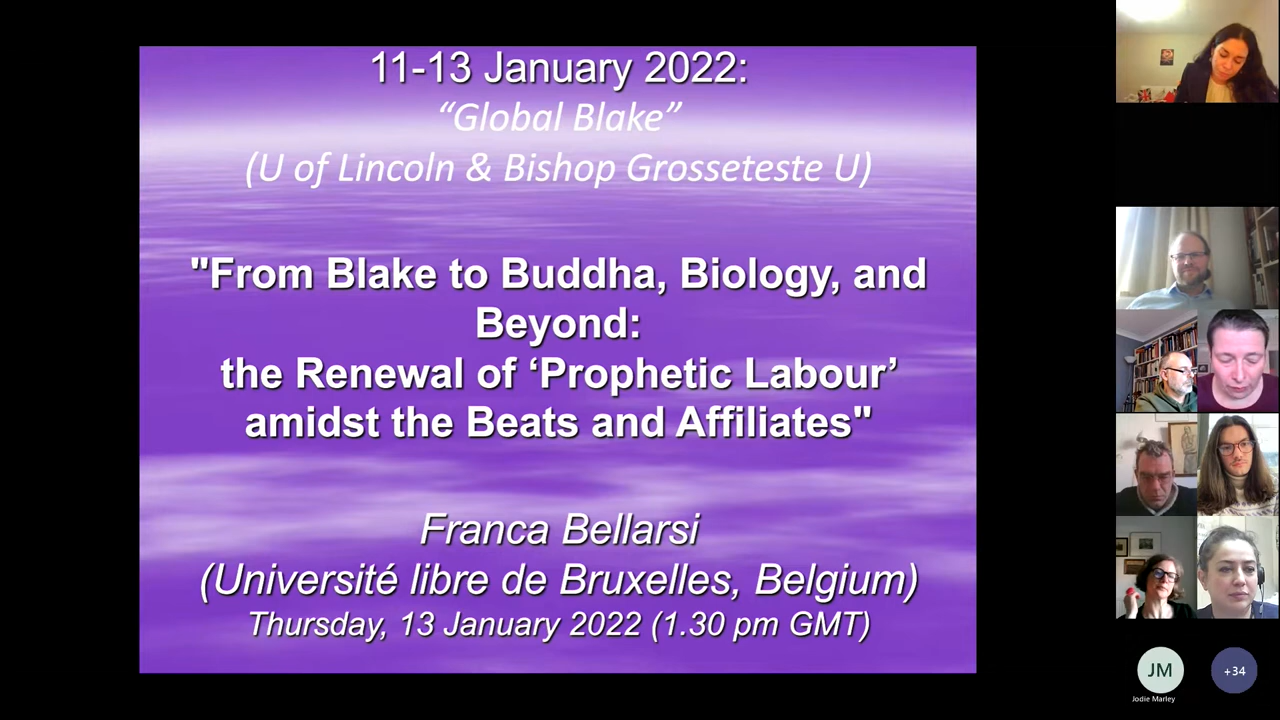 11-13 January 2022:
“Global Blake”
(U of Lincoln & Bishop Grosseteste U)
"From Blake to Buddha, Biology, and
Beyond:
the Renewal of ‘Prophetic Labour’
amidst the Beats and Affiliates"
Franca Bellarsi
(Université libre de Bruxelles, Belgium)
Thursday, 13 January 2022 (1.30 pm GMT)
JM
+34
Jodie Marley